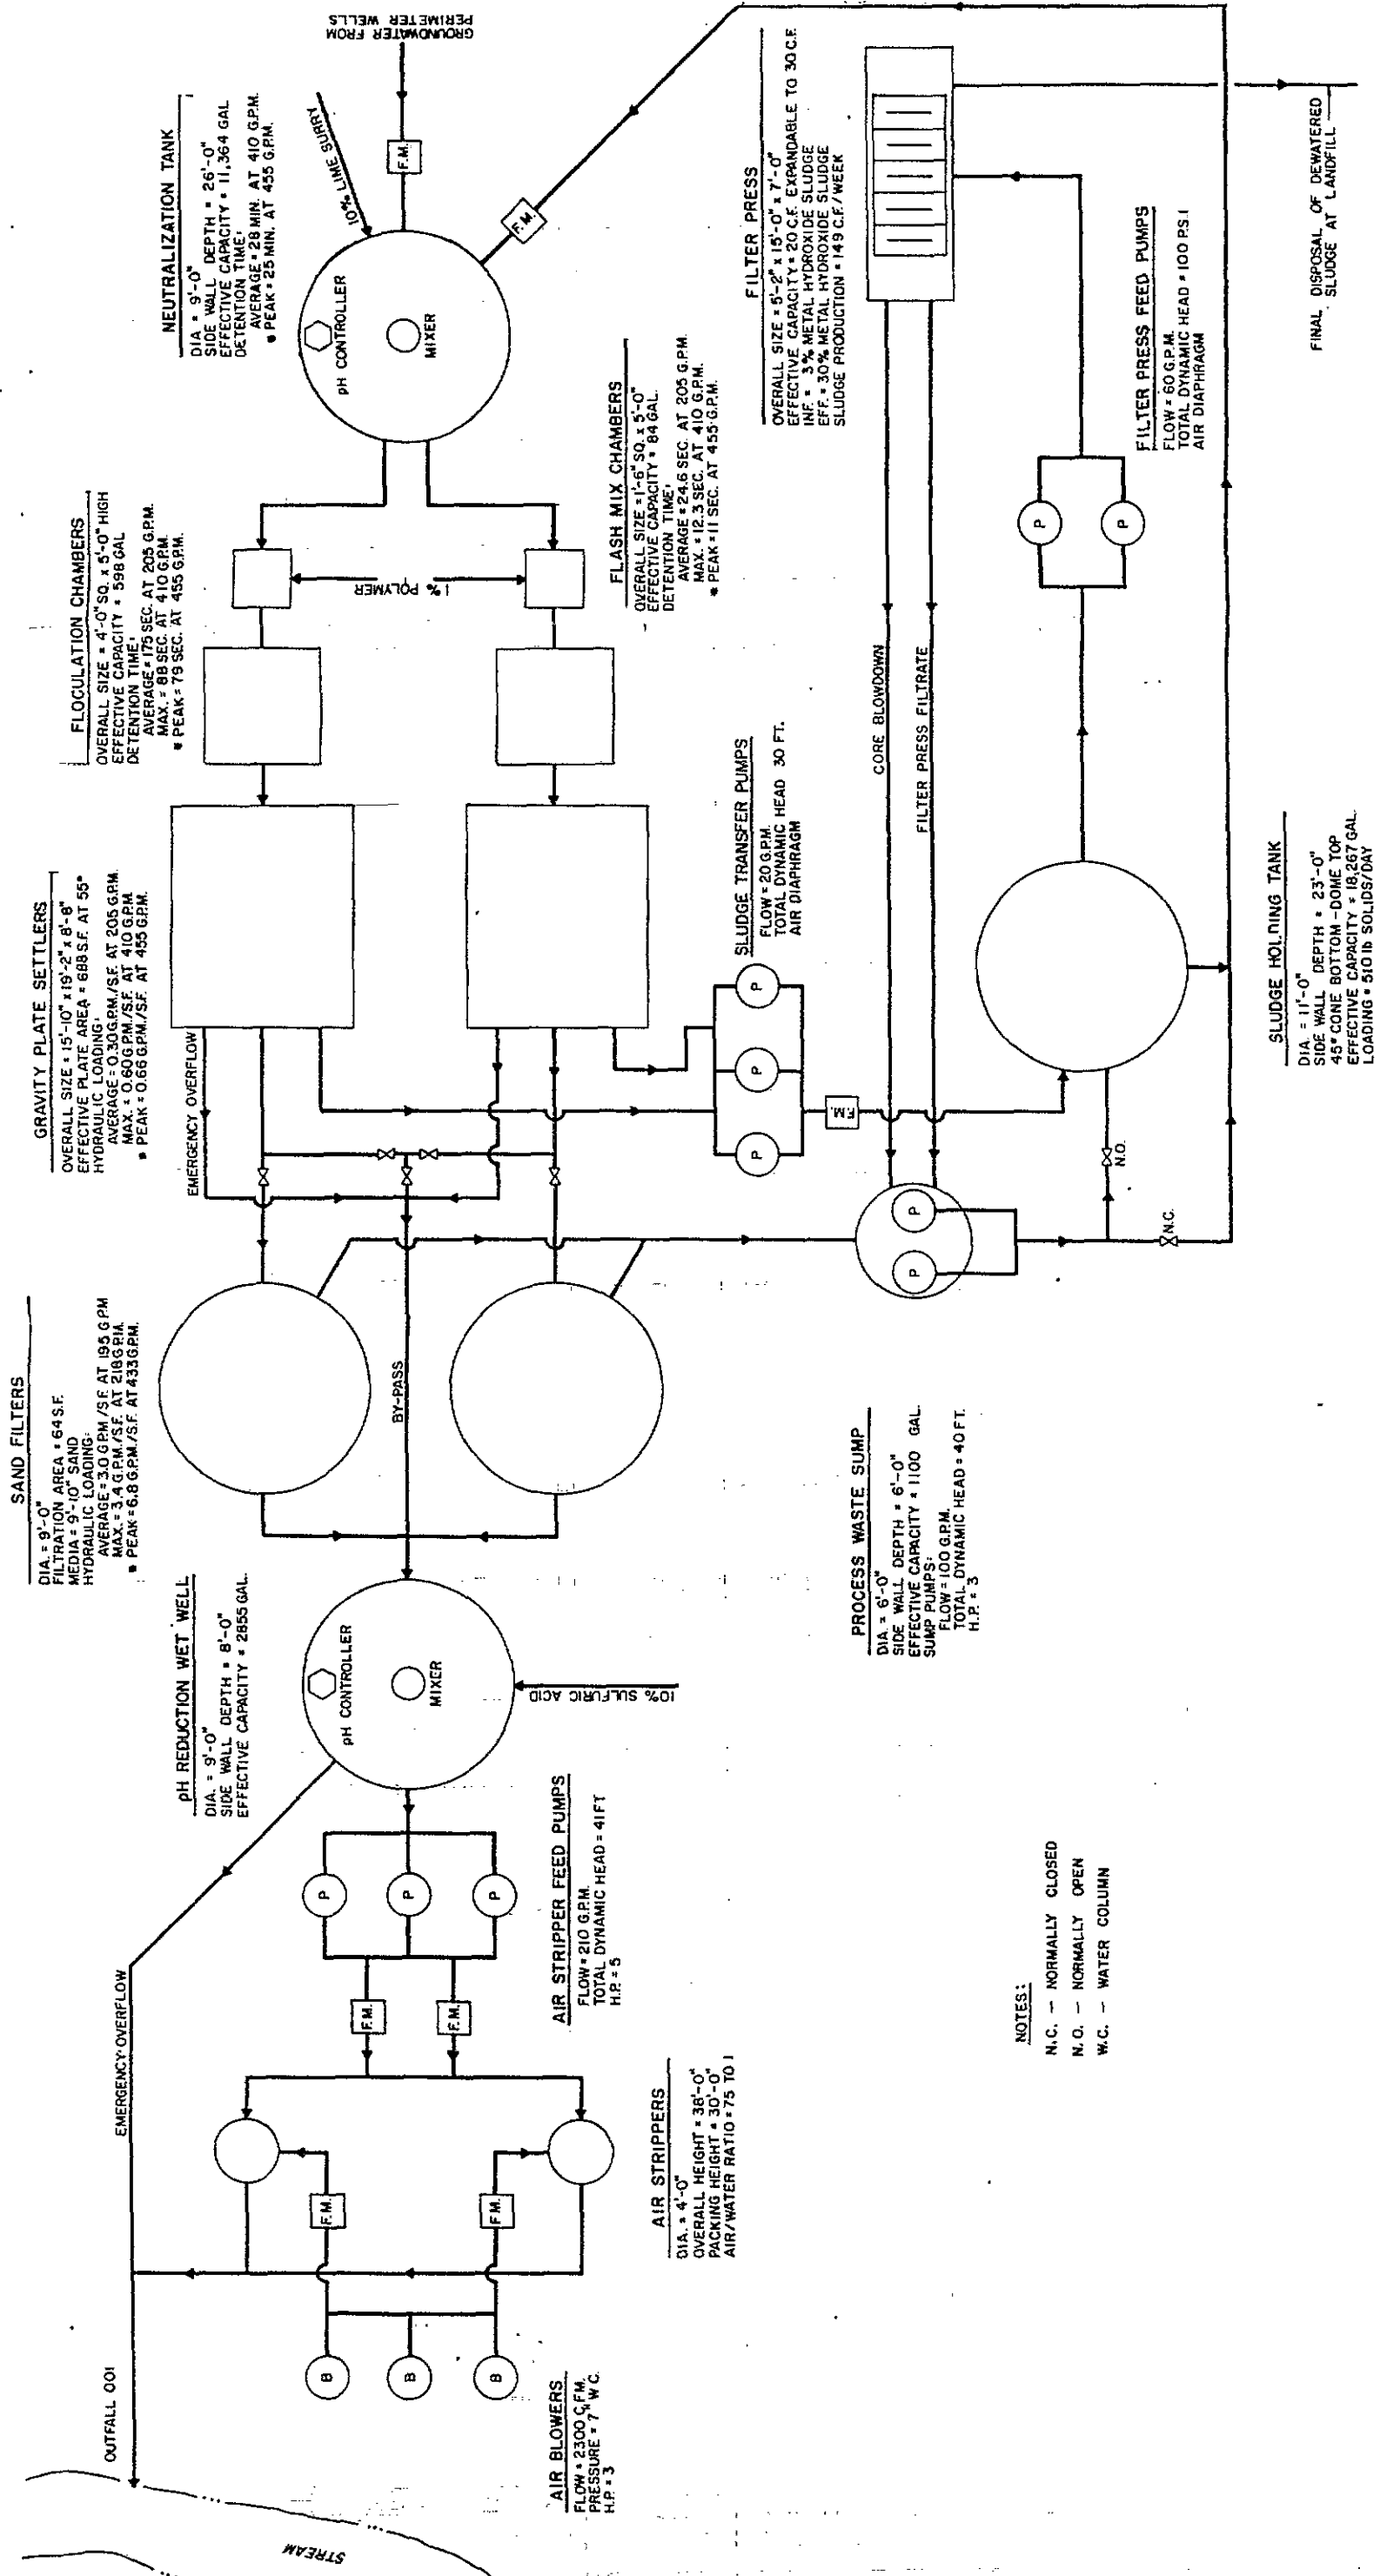 NEUTRALIZATION TANK
DIA = 9'-0"
SIDE WALL DEPTH = 26'-0"
EFFECTIVE CAPACITY = 11,364 GAL
DETENTION TIME:
AVERAGE = 28 MIN. AT 410 G.P.M.
* PEAK = 25 MIN. AT 455 G.P.M.
GROUNDWATER FROM
PERIMETER WELLS
10% LIME SURRY
F.M.
F.M.
pH CONTROLLER
MIXER
FLOCULATION CHAMBERS
OVERALL SIZE = 4'-0" SQ. x 5'-0" HIGH
EFFECTIVE CAPACITY = 598 GAL
DETENTION TIME:
AVERAGE = 175 SEC. AT 205 G.P.M.
MAX. = 88 SEC. AT 410 G.P.M.
* PEAK = 79 SEC. AT 455 G.P.M.
1% POLYMER
FLASH MIX CHAMBERS
OVERALL SIZE = 1'-6" SQ. x 5'-0"
EFFECTIVE CAPACITY = 84 GAL.
DETENTION TIME:
AVERAGE = 24.6 SEC. AT 205 G.P.M.
MAX. = 12.3 SEC. AT 410 G.P.M.
* PEAK = 11 SEC. AT 455 G.P.M.
GRAVITY PLATE SETTLERS
OVERALL SIZE = 15'-10" x 19'-2" x 8'-8"
EFFECTIVE PLATE AREA = 688 S.F. AT 55°
HYDRAULIC LOADING:
AVERAGE = 0.30 G.P.M./S.F. AT 205 G.P.M.
MAX. = 0.60 G.P.M./S.F. AT 410 G.P.M.
* PEAK = 0.66 G.P.M./S.F. AT 455 G.P.M.
EMERGENCY OVERFLOW
SLUDGE TRANSFER PUMPS
FLOW = 20 G.P.M.
TOTAL DYNAMIC HEAD 30 FT.
AIR DIAPHRAGM
P
P
P
F.M.
FILTER PRESS
OVERALL SIZE = 5'-2" x 15'-0" x 7'-0"
EFFECTIVE CAPACITY = 20 C.F. EXPANDABLE TO 30 C.F.
INF. = 3% METAL HYDROXIDE SLUDGE
EFF. = 30% METAL HYDROXIDE SLUDGE
SLUDGE PRODUCTION = 149 C.F./WEEK
CORE BLOWDOWN
FILTER PRESS FILTRATE
FILTER PRESS FEED PUMPS
FLOW = 60 G.P.M.
TOTAL DYNAMIC HEAD = 100 P.S.I
AIR DIAPHRAGM
P
P
FINAL DISPOSAL OF DEWATERED
SLUDGE AT LANDFILL
SLUDGE HOLDING TANK
DIA. = 11'-0"
SIDE WALL DEPTH = 23'-0"
45° CONE BOTTOM - DOME TOP
EFFECTIVE CAPACITY = 18,267 GAL.
LOADING = 510 lb SOLIDS/DAY
N.O.
N.C.
P
P
SAND FILTERS
DIA. = 9'-0"
FILTRATION AREA = 64 S.F.
MEDIA = 9'-10" SAND
HYDRAULIC LOADING:
AVERAGE = 3.0 G.P.M/S.F. AT 195 G.P.M
MAX. = 3.4 G.P.M./S.F. AT 218 G.P.M.
* PEAK = 6.8 G.P.M./S.F. AT 433 G.P.M.
BY-PASS
PROCESS WASTE SUMP
DIA. = 6'-0"
SIDE WALL DEPTH = 6'-0"
EFFECTIVE CAPACITY = 1100 GAL.
SUMP PUMPS:
FLOW = 100 G.P.M.
TOTAL DYNAMIC HEAD = 40 FT.
H.P. = 3
pH REDUCTION WET WELL
DIA. = 9'-0"
SIDE WALL DEPTH = 8'-0"
EFFECTIVE CAPACITY = 2855 GAL.
pH CONTROLLER
MIXER
10% SULFURIC ACID
AIR STRIPPER FEED PUMPS
FLOW = 210 G.P.M.
TOTAL DYNAMIC HEAD = 41 FT
H.P. = 5
P
P
P
F.M.
F.M.
EMERGENCY OVERFLOW
AIR STRIPPERS
DIA. = 4'-0"
OVERALL HEIGHT = 38'-0"
PACKING HEIGHT = 30'-0"
AIR/WATER RATIO = 75 TO 1
F.M.
F.M.
B
B
B
AIR BLOWERS
FLOW = 2300 C.F.M.
PRESSURE = 7" W.C.
H.P. = 3
OUTFALL 001
STREAM
NOTES:
N.C. - NORMALLY CLOSED
N.O. - NORMALLY OPEN
W.C. - WATER COLUMN